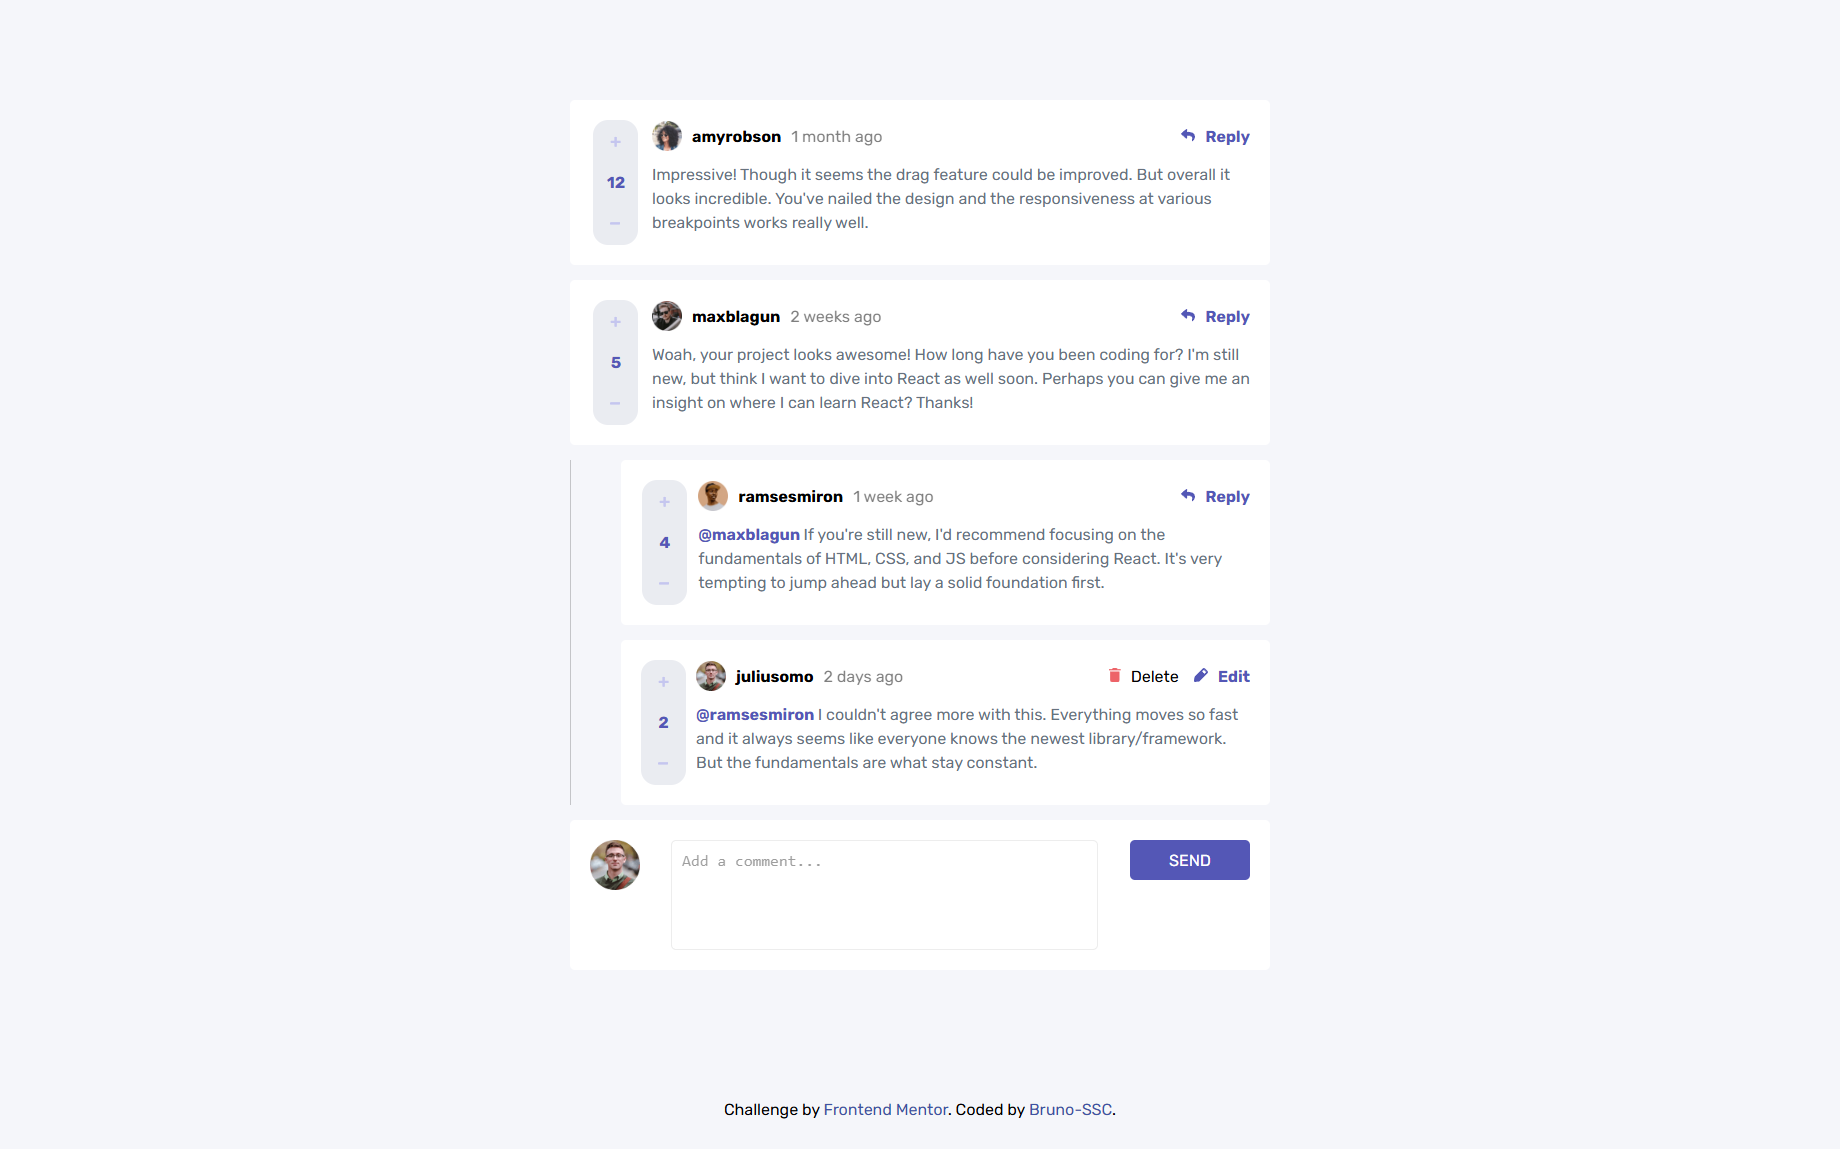 +
12
−
amyrobson 1 month ago
Reply
Impressive! Though it seems the drag feature could be improved. But overall it
looks incredible. You've nailed the design and the responsiveness at various
breakpoints works really well.
+
5
−
maxblagun 2 weeks ago
Reply
Woah, your project looks awesome! How long have you been coding for? I'm still
new, but think I want to dive into React as well soon. Perhaps you can give me an
insight on where I can learn React? Thanks!
+
4
−
ramsesmiron 1 week ago
Reply
@maxblagun If you're still new, I'd recommend focusing on the
fundamentals of HTML, CSS, and JS before considering React. It's very
tempting to jump ahead but lay a solid foundation first.
+
2
−
juliusomo 2 days ago
Delete Edit
@ramsesmiron I couldn't agree more with this. Everything moves so fast
and it always seems like everyone knows the newest library/framework.
But the fundamentals are what stay constant.
Add a comment...
SEND
Challenge by Frontend Mentor. Coded by Bruno-SSC.